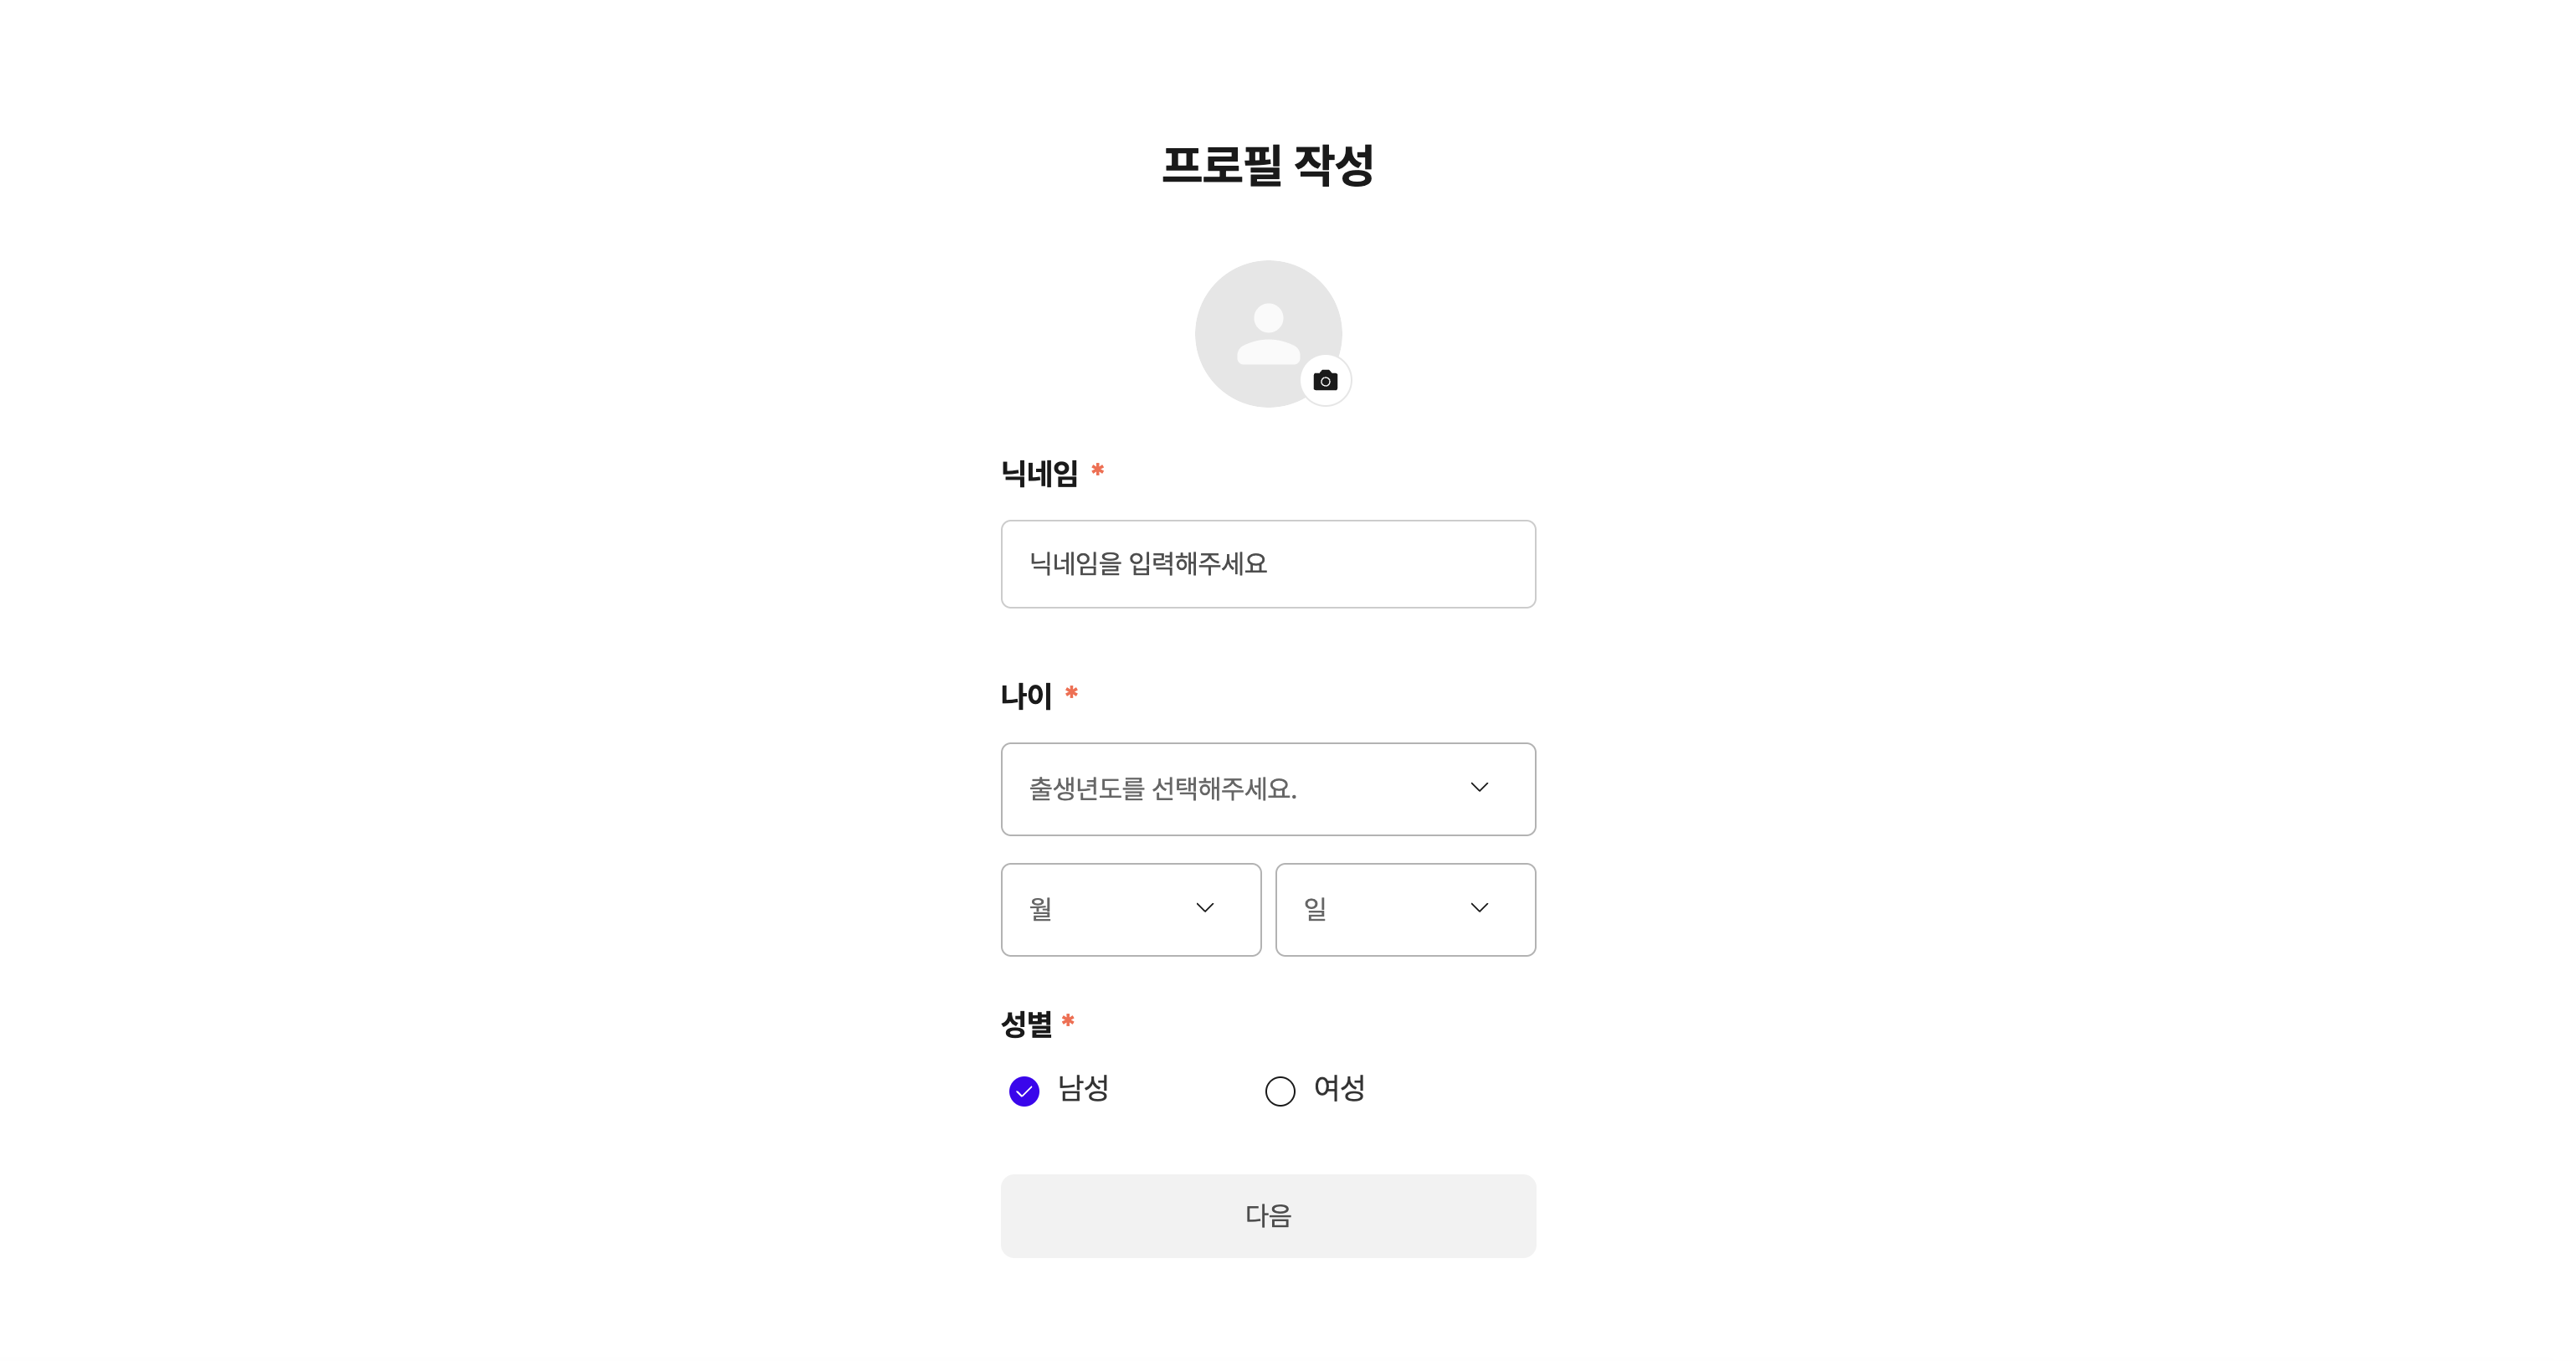 프로필 작성
닉네임 *
닉네임을 입력해주세요
나이 *
출생년도를 선택해주세요.
월 일
성별 *
남성 여성
다음